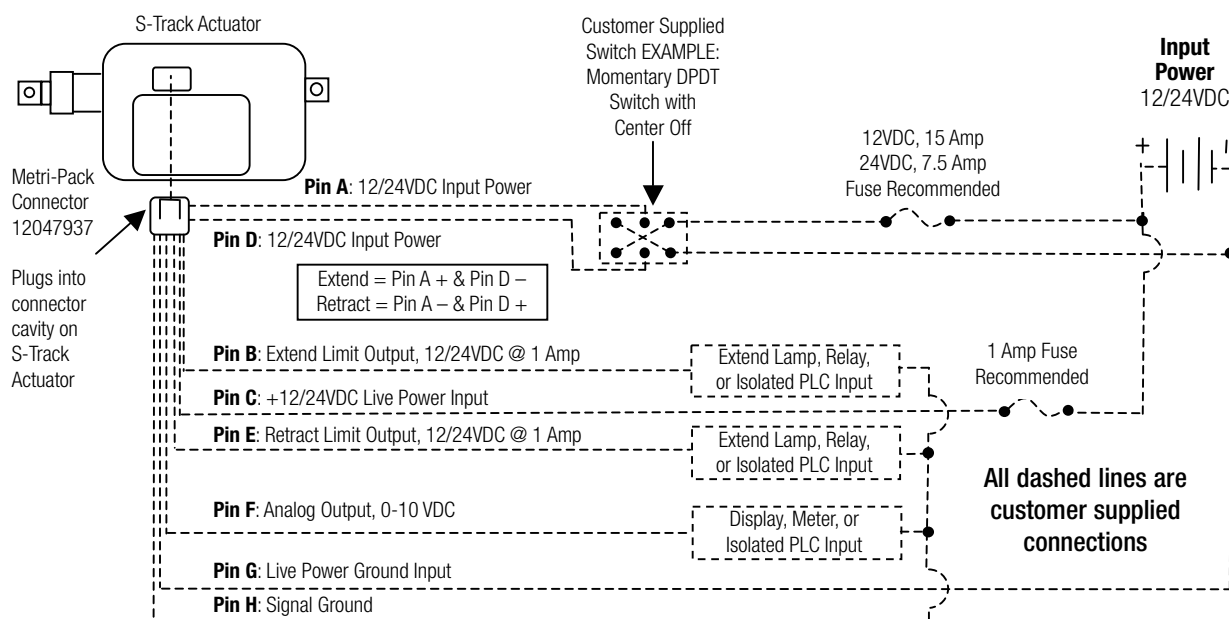 S-Track Actuator
Customer Supplied
Switch EXAMPLE:
Momentary DPDT
Switch with
Center Off
Input
Power
12/24VDC
+
12VDC, 15 Amp
24VDC, 7.5 Amp
Fuse Recommended
Metri-Pack
Connector
12047937
Plugs into
connector
cavity on
S-Track
Actuator
Pin A: 12/24VDC Input Power
Pin D: 12/24VDC Input Power
Extend = Pin A + & Pin D –
Retract = Pin A – & Pin D +
Pin B: Extend Limit Output, 12/24VDC @ 1 Amp
Extend Lamp, Relay,
or Isolated PLC Input
1 Amp Fuse
Recommended
Pin C: +12/24VDC Live Power Input
Pin E: Retract Limit Output, 12/24VDC @ 1 Amp
Extend Lamp, Relay,
or Isolated PLC Input
All dashed lines are
customer supplied
connections
Pin F: Analog Output, 0-10 VDC
Display, Meter, or
Isolated PLC Input
Pin G: Live Power Ground Input
Pin H: Signal Ground